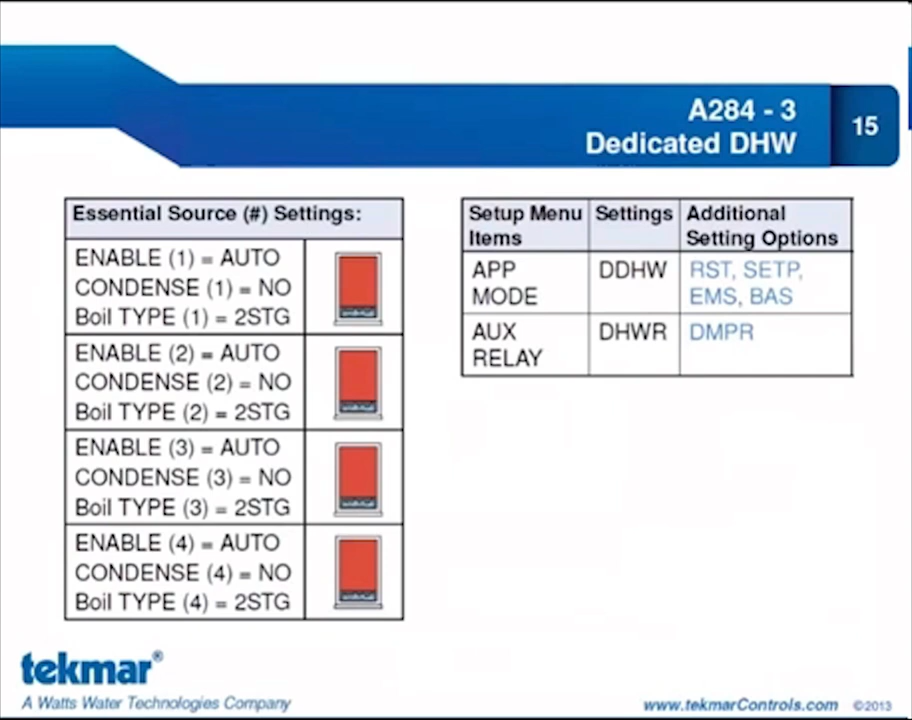 A284 - 3
Dedicated DHW
15
Essential Source (#) Settings:
ENABLE (1) = AUTO
CONDENSE (1) = NO
Boil TYPE (1) = 2STG
ENABLE (2) = AUTO
CONDENSE (2) = NO
Boil TYPE (2) = 2STG
ENABLE (3) = AUTO
CONDENSE (3) = NO
Boil TYPE (3) = 2STG
ENABLE (4) = AUTO
CONDENSE (4) = NO
Boil TYPE (4) = 2STG
Setup Menu Settings Additional
Items Setting Options
APP DDHW RST, SETP,
MODE EMS, BAS
AUX DHWR DMPR
RELAY
tekmar®
A Watts Water Technologies Company
www.tekmarControls.com ©2013